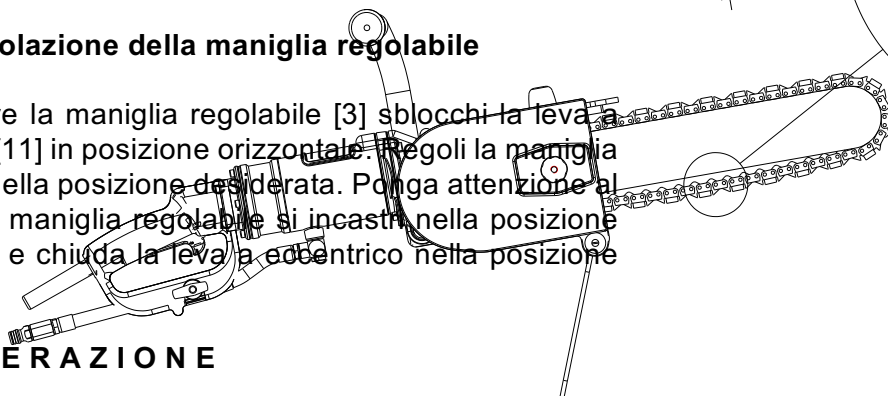 olazione della maniglia regolabile
e la maniglia regolabile [3] sblocchi la leva a
[11] in posizione orizzontale. Regoli la maniglia
ella posizione desiderata. Ponga attenzione al
maniglia regolabile si incastri nella posizione
e chiuda la leva a eccentrico nella posizione
E R A Z I O N E